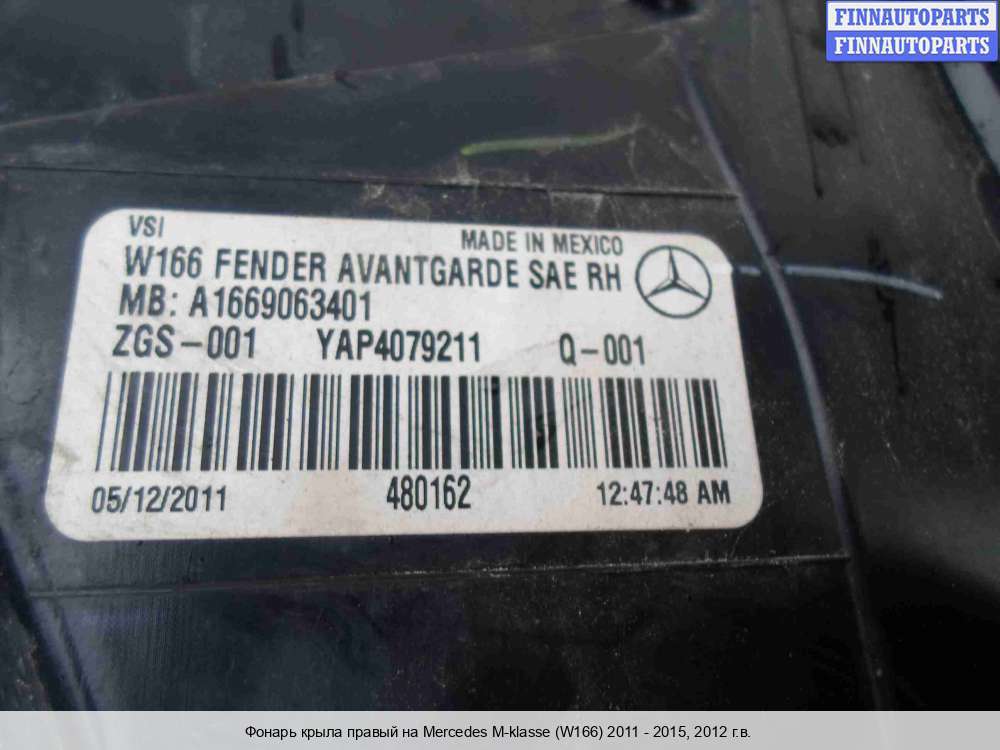 FINNAUTOPARTS
FINNAUTOPARTS
VSI
MADE IN MEXICO
W166 FENDER AVANTGARDE SAE RH
MB: A1669063401
ZGS-001 YAP4079211 Q-001
05/12/2011 480162 12:47:48 AM
Фонарь крыла правый на Mercedes M-klasse (W166) 2011 - 2015, 2012 г.в.